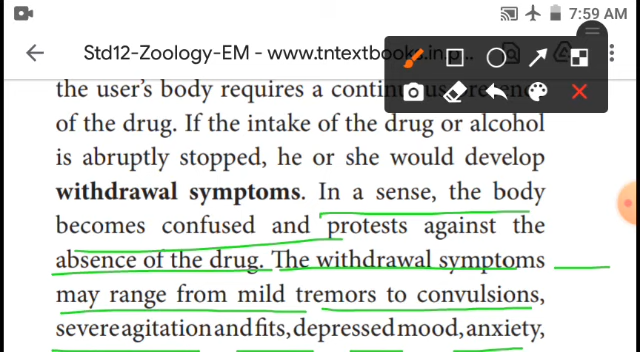 7:59 AM
Std12-Zoology-EM - www.tntextbooks.in.p...
the user's body requires a
of the drug. If the intake of the drug or alcohol
is abruptly stopped, he or she would develop
withdrawal symptoms. In a sense, the body
becomes confused and protests against the
absence of the drug. The withdrawal symptoms
may range from mild tremors to convulsions,
severe agitation and fits, depressed mood, anxiety,